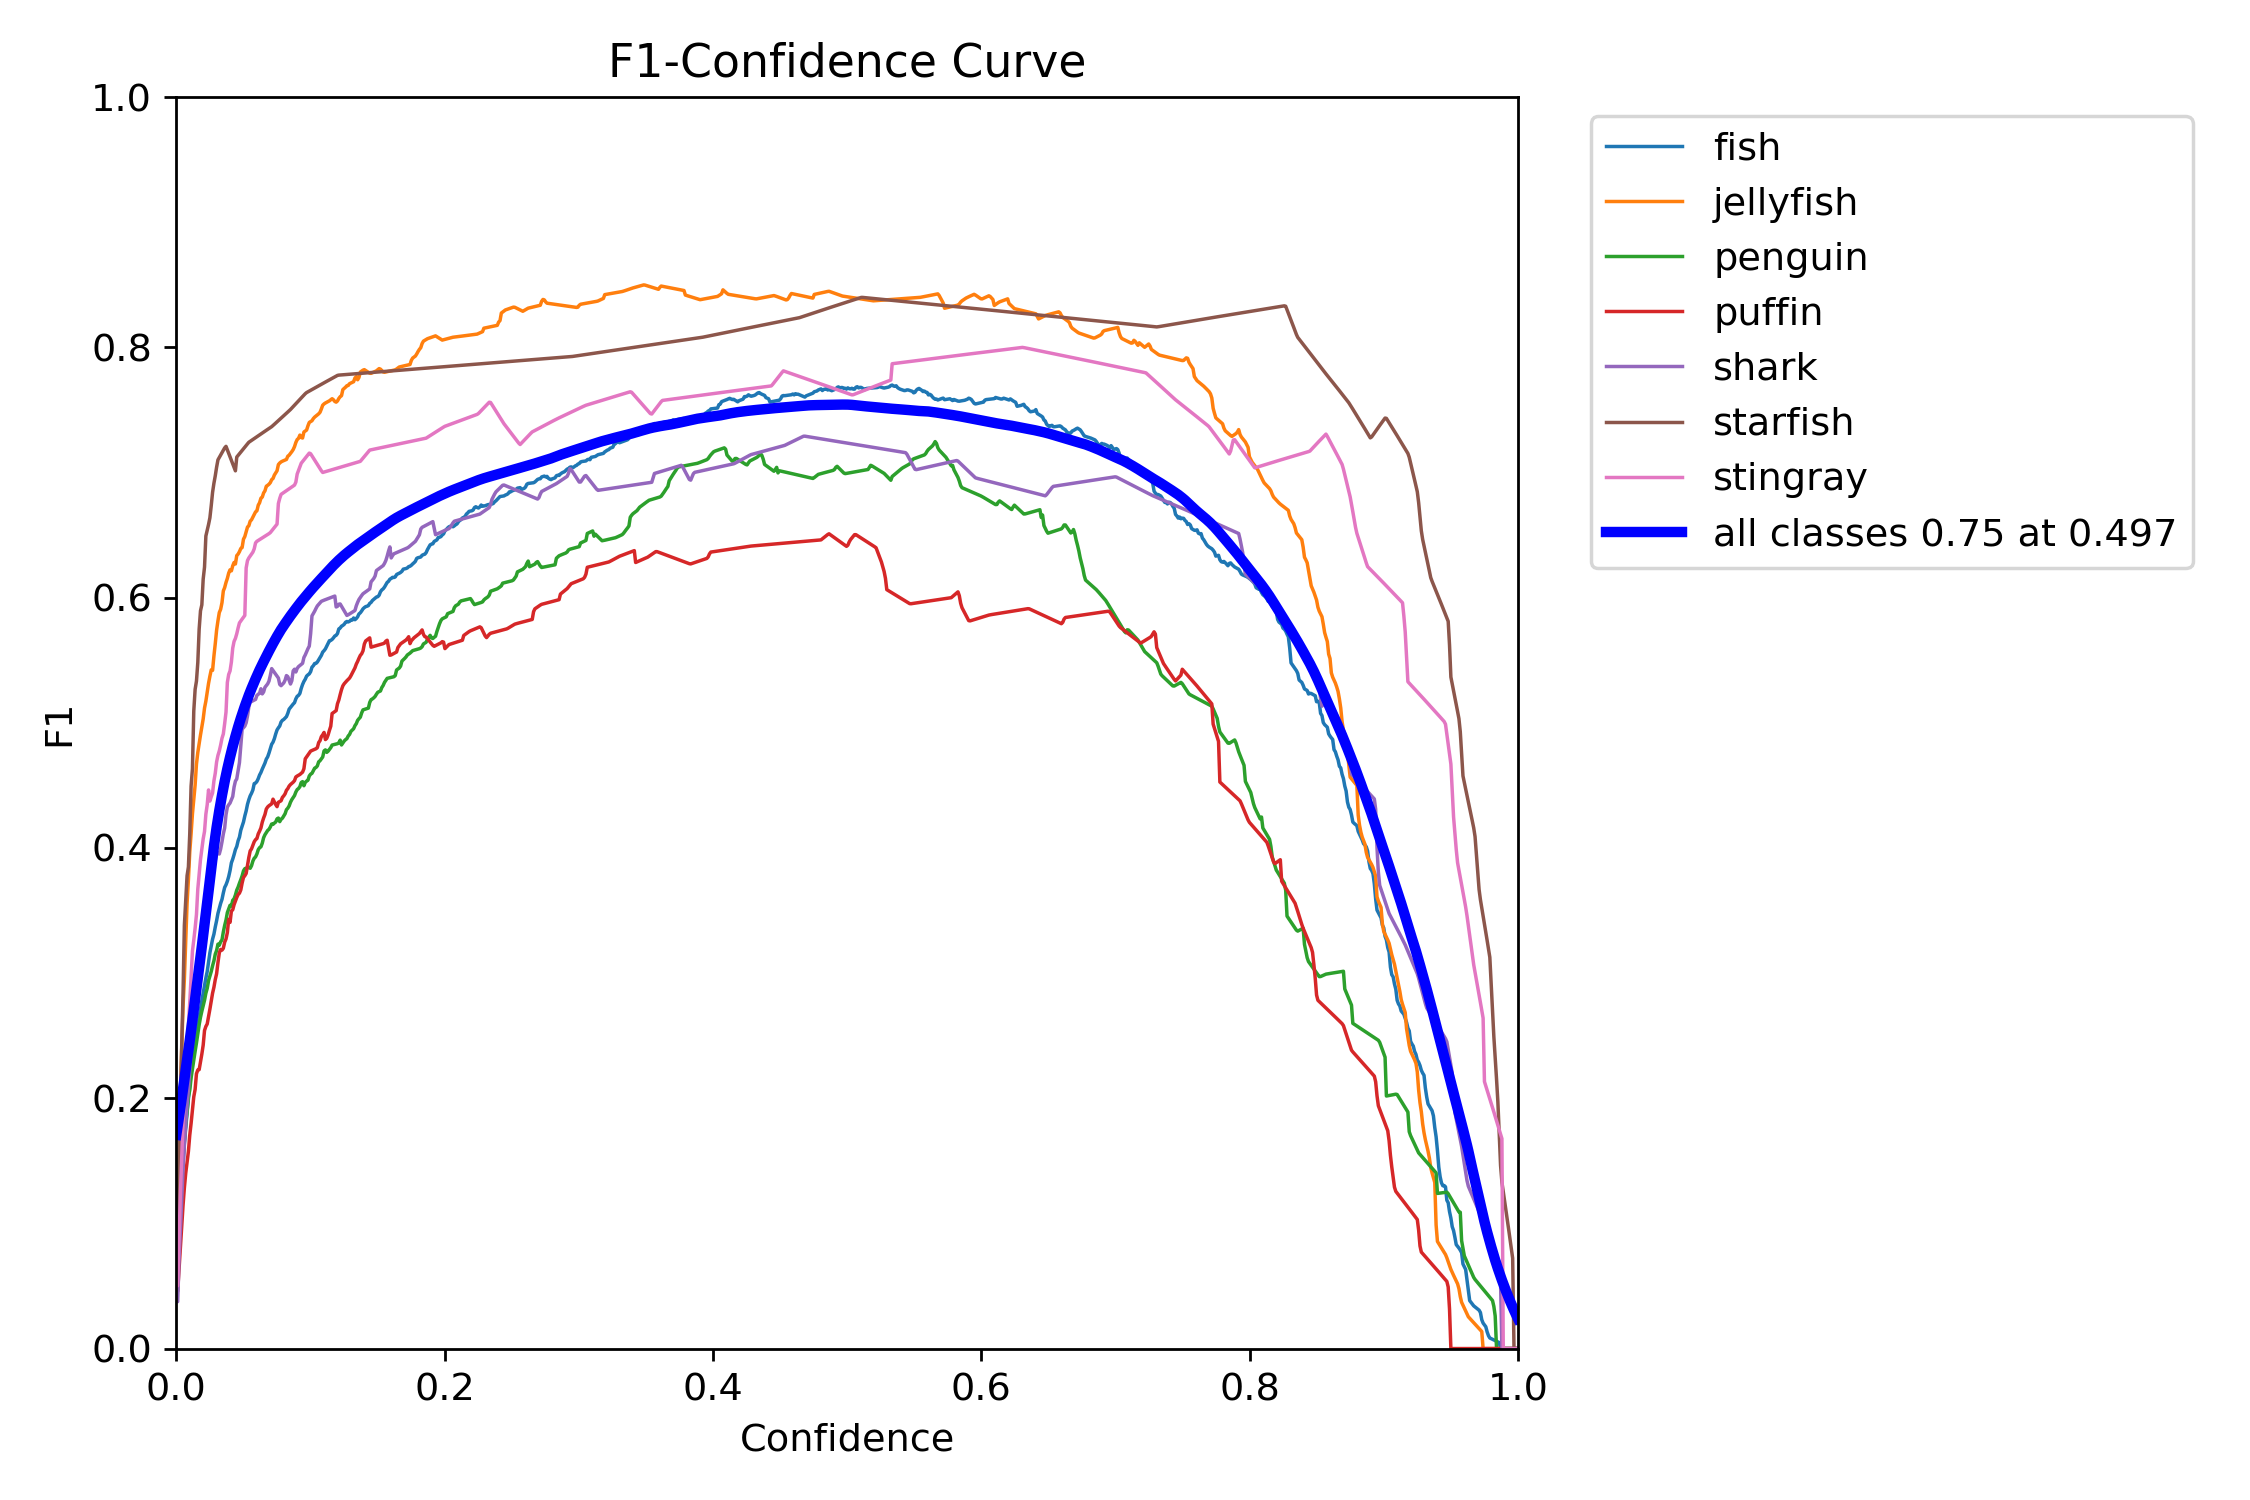 F1-Confidence Curve
1.0
0.8
0.6
0.4
0.2
0.0
F1
0.0 0.2 0.4 0.6 0.8 1.0
Confidence
fish
jellyfish
penguin
puffin
shark
starfish
stingray
all classes 0.75 at 0.497